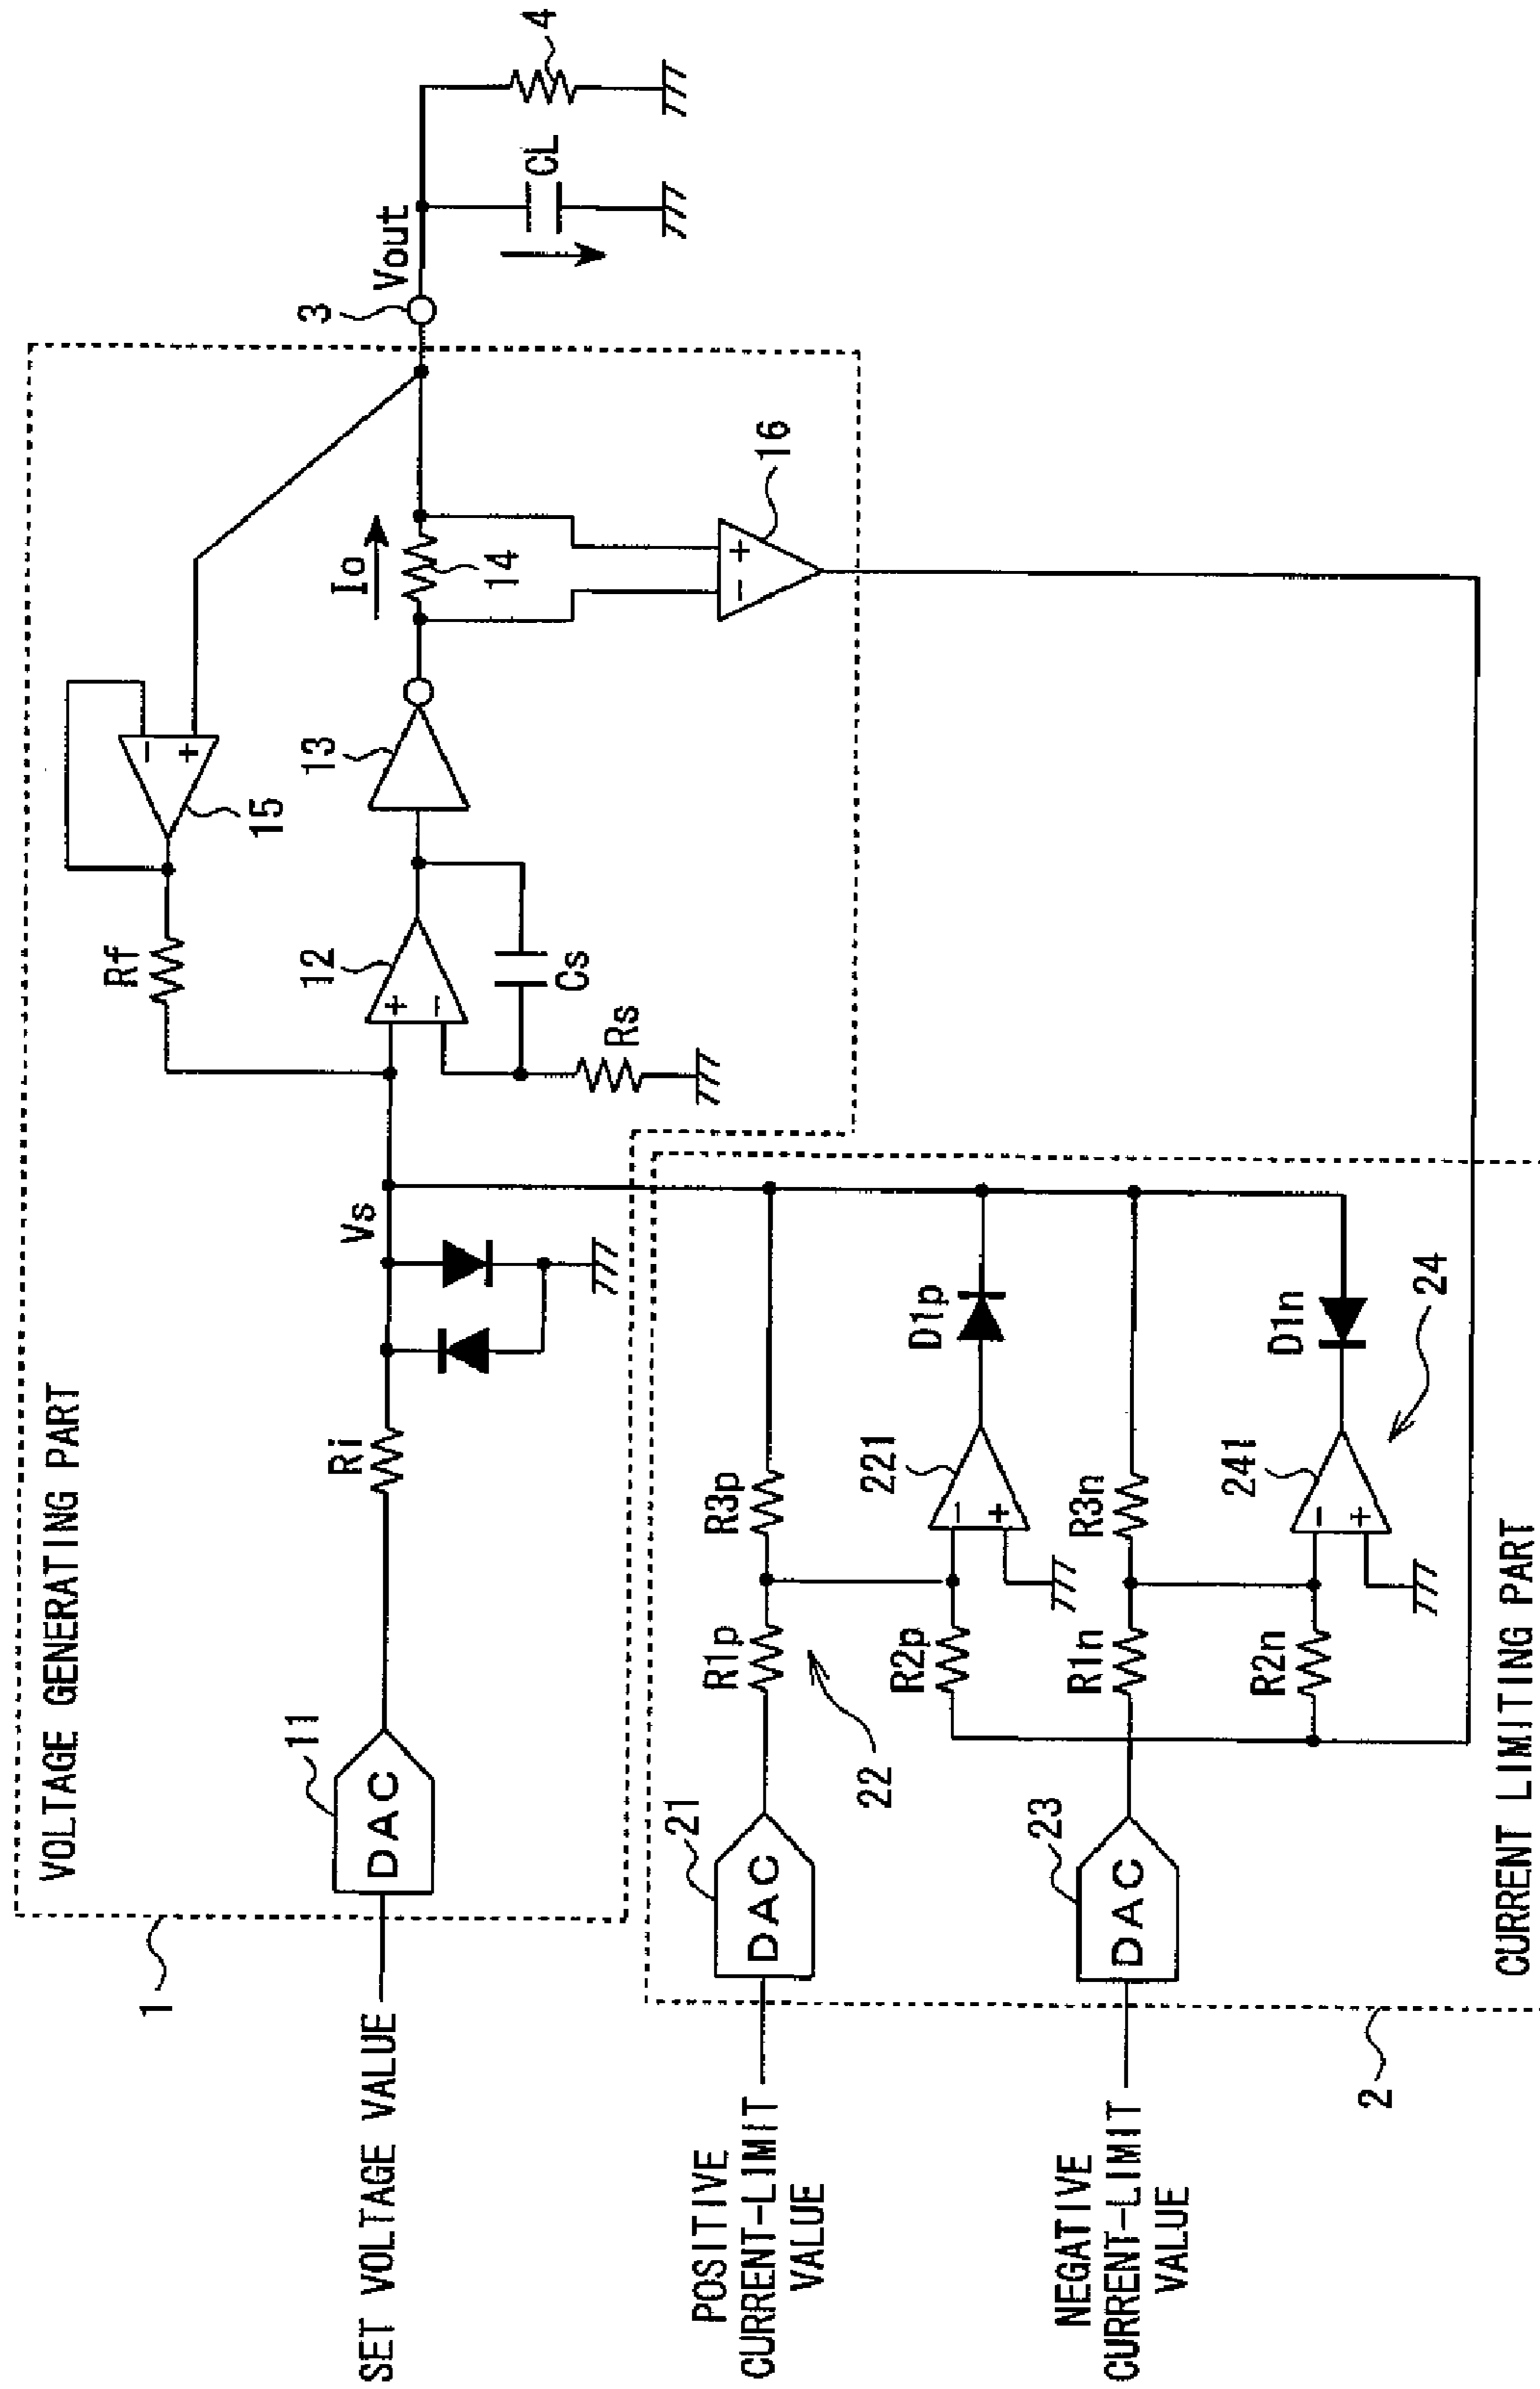 VOLTAGE GENERATING PART
1
SET VOLTAGE VALUE
DAC
11
Ri
Vs
Rf
15
−
+
12
+
−
Cs
Rs
13
Io
14
16
−
+
3
Vout
CL
4
POSITIVE
CURRENT-LIMIT
VALUE
DAC
21
R1p
R3p
22
R2p
221
−
+
D1p
NEGATIVE
CURRENT-LIMIT
VALUE
DAC
23
R1n
R3n
R2n
241
−
+
D1n
24
2
CURRENT LIMITING PART